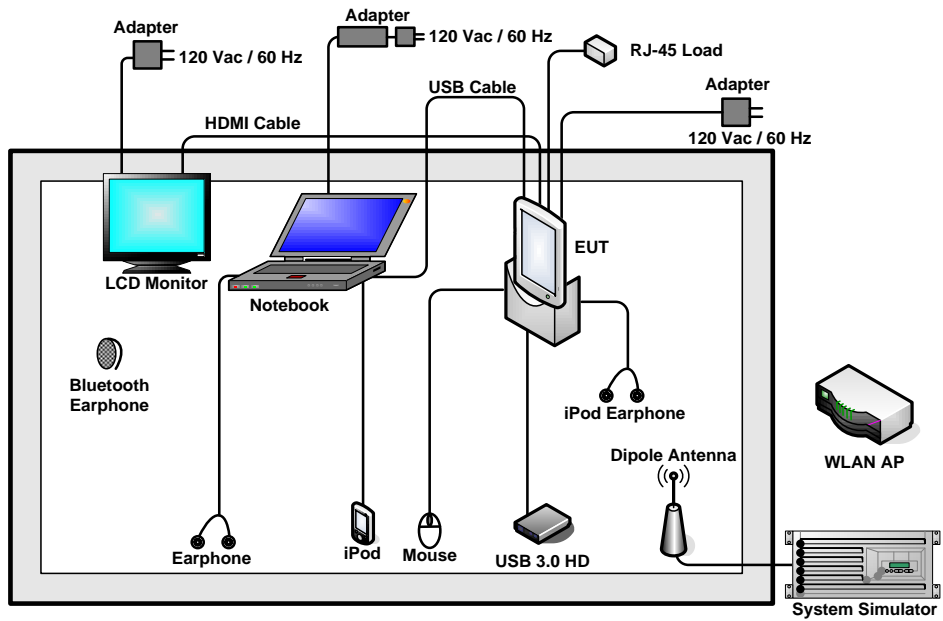 Adapter
120 Vac / 60 Hz
Adapter
120 Vac / 60 Hz
RJ-45 Load
USB Cable
Adapter
120 Vac / 60 Hz
HDMI Cable
LCD Monitor
Notebook
EUT
Bluetooth
Earphone
iPod Earphone
WLAN AP
Dipole Antenna
Earphone
iPod
Mouse
USB 3.0 HD
System Simulator